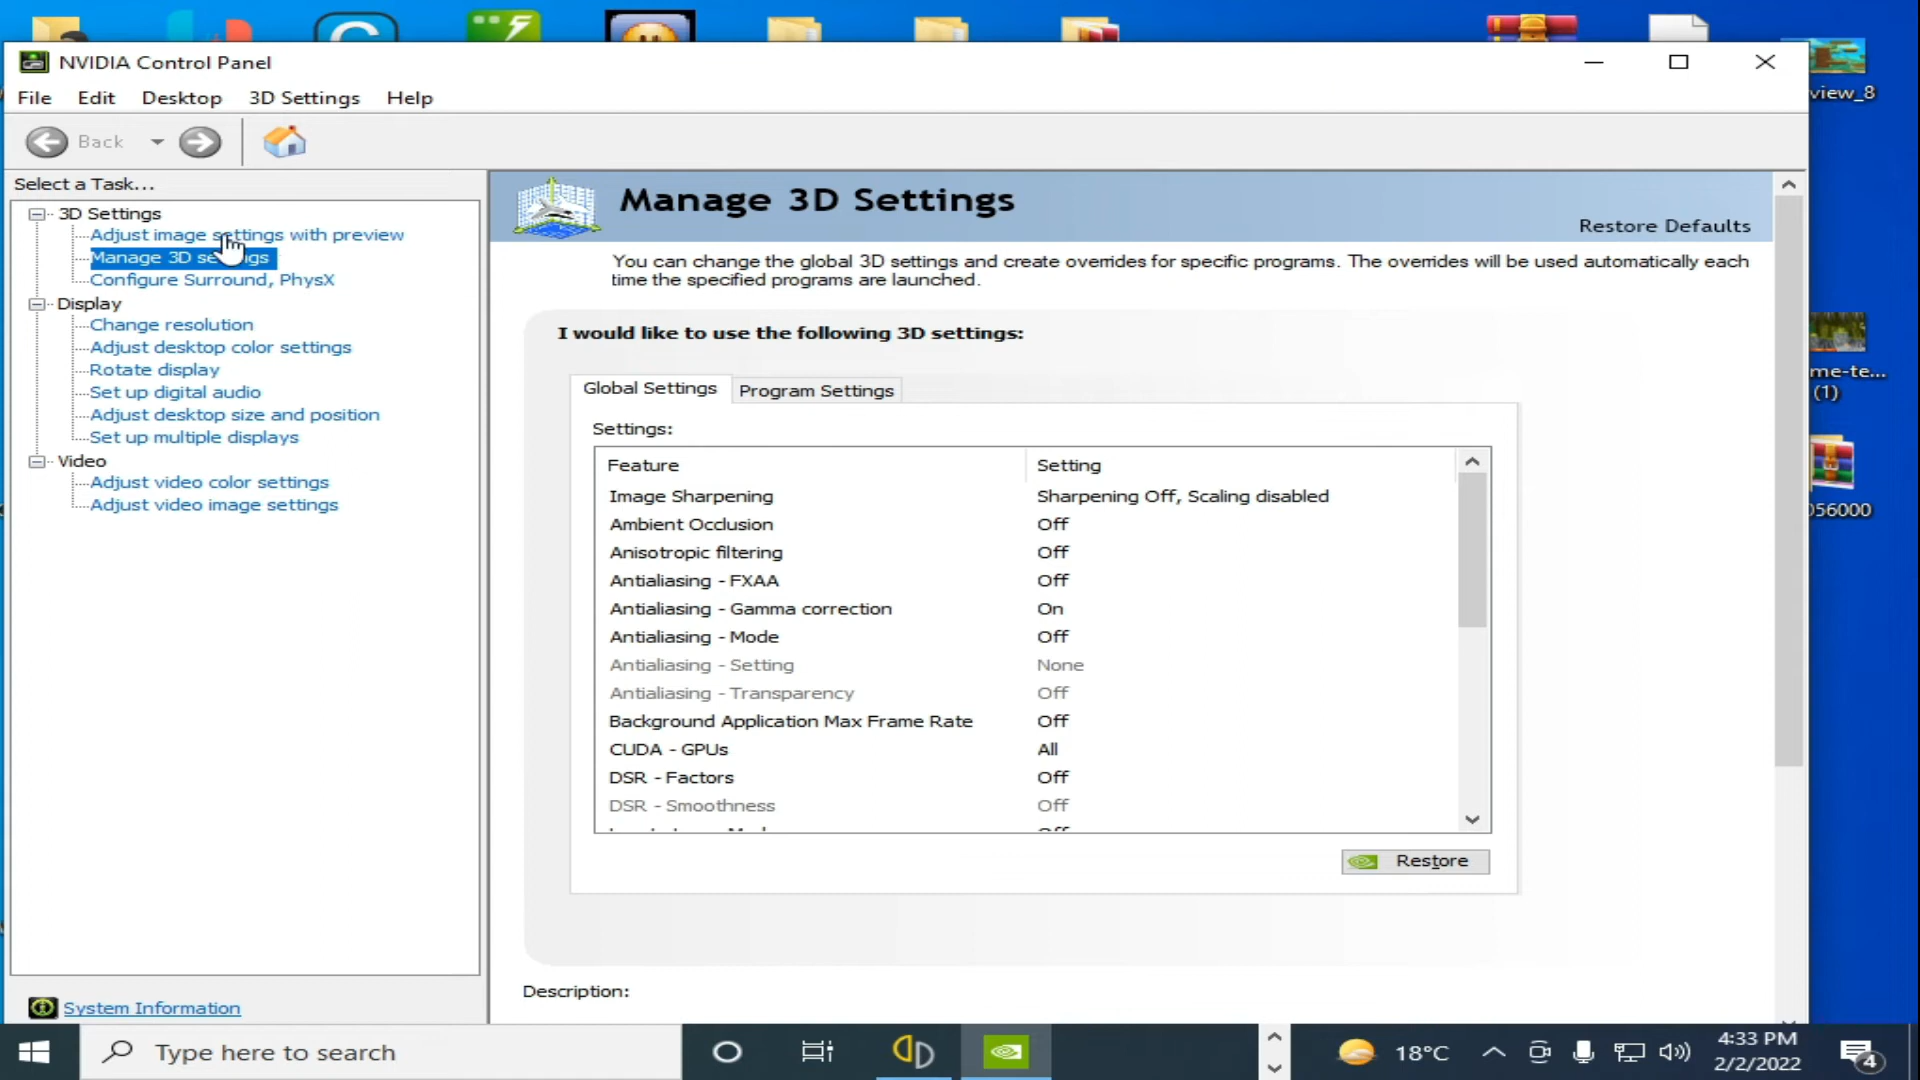 NVIDIA Control Panel
File Edit Desktop 3D Settings Help
Back
Select a Task...
3D Settings
Adjust image settings with preview
Manage 3D settings
Configure Surround, PhysX
Display
Change resolution
Adjust desktop color settings
Rotate display
Set up digital audio
Adjust desktop size and position
Set up multiple displays
Video
Adjust video color settings
Adjust video image settings
System Information
Manage 3D Settings
Restore Defaults
You can change the global 3D settings and create overrides for specific programs. The overrides will be used automatically each
time the specified programs are launched.
I would like to use the following 3D settings:
Global Settings Program Settings
Settings:
Feature Setting
Image Sharpening Sharpening Off, Scaling disabled
Ambient Occlusion Off
Anisotropic filtering Off
Antialiasing - FXAA Off
Antialiasing - Gamma correction On
Antialiasing - Mode Off
Antialiasing - Setting None
Antialiasing - Transparency Off
Background Application Max Frame Rate Off
CUDA - GPUs All
DSR - Factors Off
DSR - Smoothness Off
Restore
Description:
view_8
me-te...
(1)
056000
Type here to search
18°C
4:33 PM
2/2/2022
4